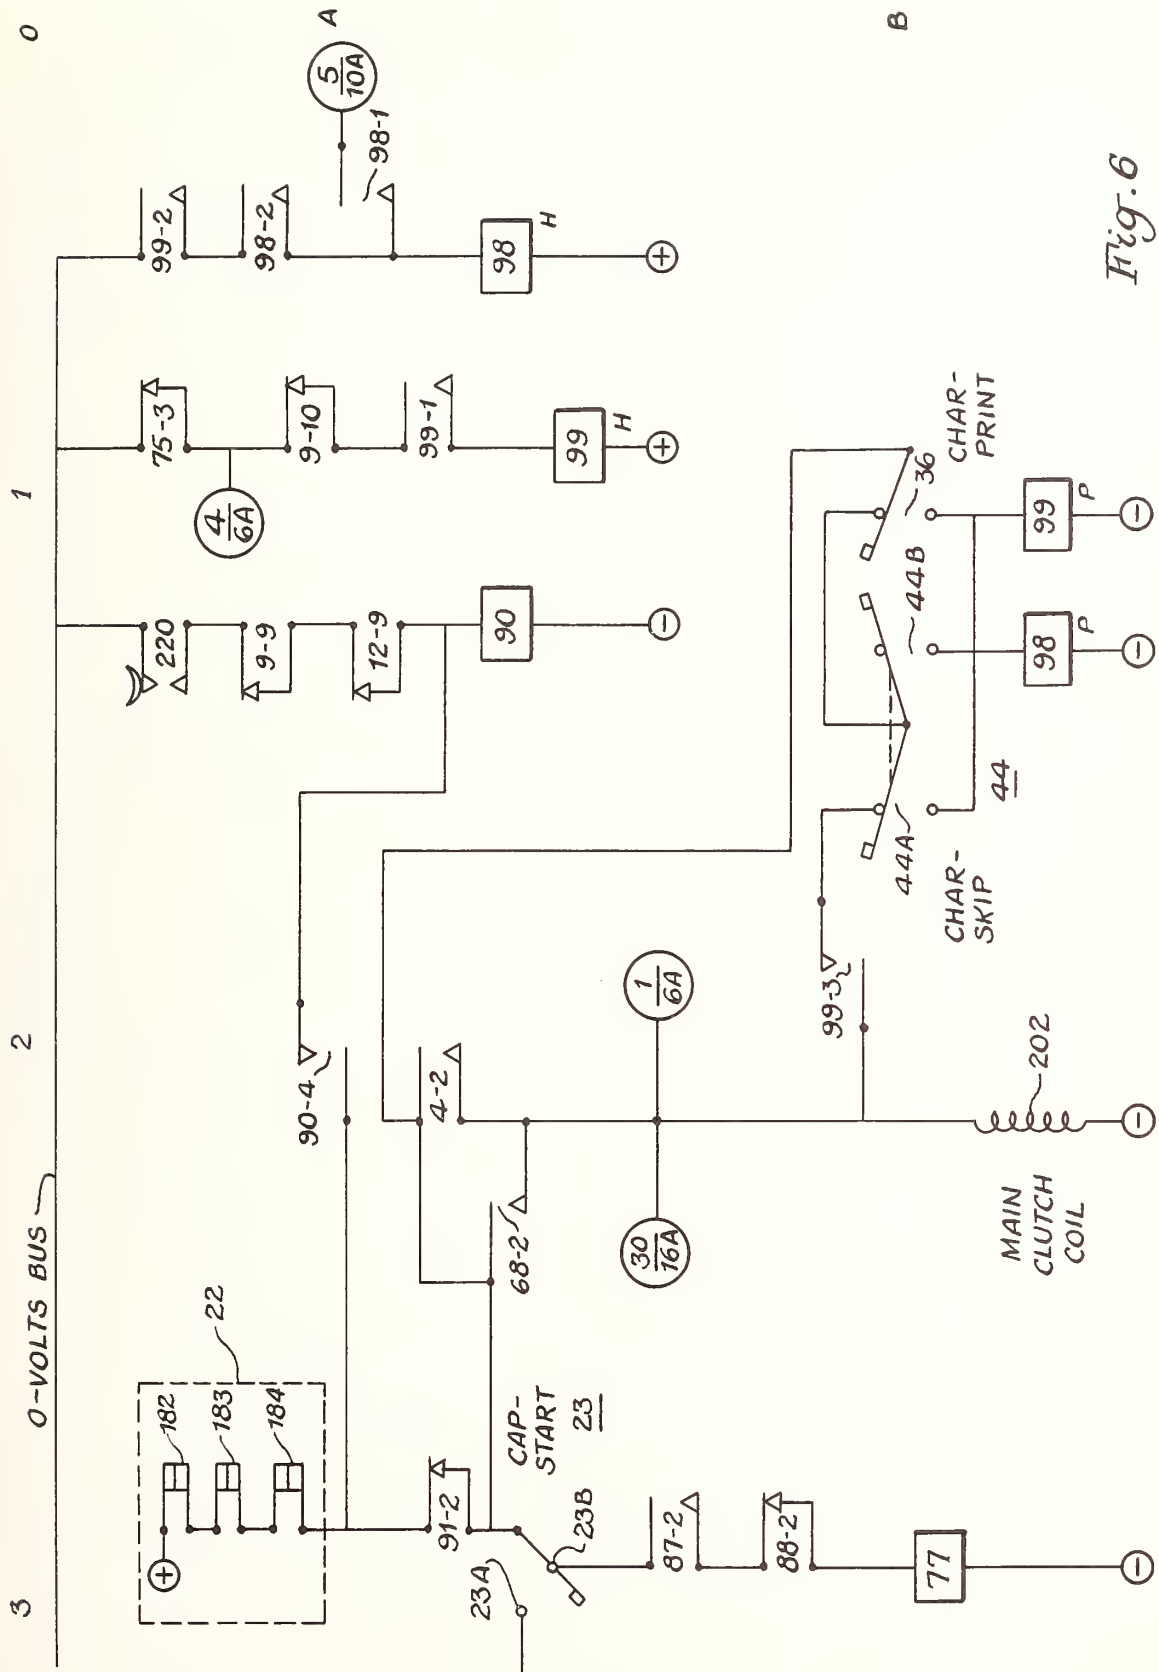 3
2
1
0
0-VOLTS BUS
A
B
22
182
183
184
+
90-4
220
9-9
12-9
90
-
75-3
4
6A
9-10
99-1
99
H
+
99-2
98-2
98-1
5
10A
98
H
+
91-2
CAP-
START
23
23A
23B
87-2
88-2
77
-
68-2
4-2
30
16A
1
6A
MAIN
CLUTCH
COIL
202
-
99-3
44A
CHAR-
SKIP
44
44B
36
CHAR-
PRINT
98
P
-
99
P
-
Fig. 6